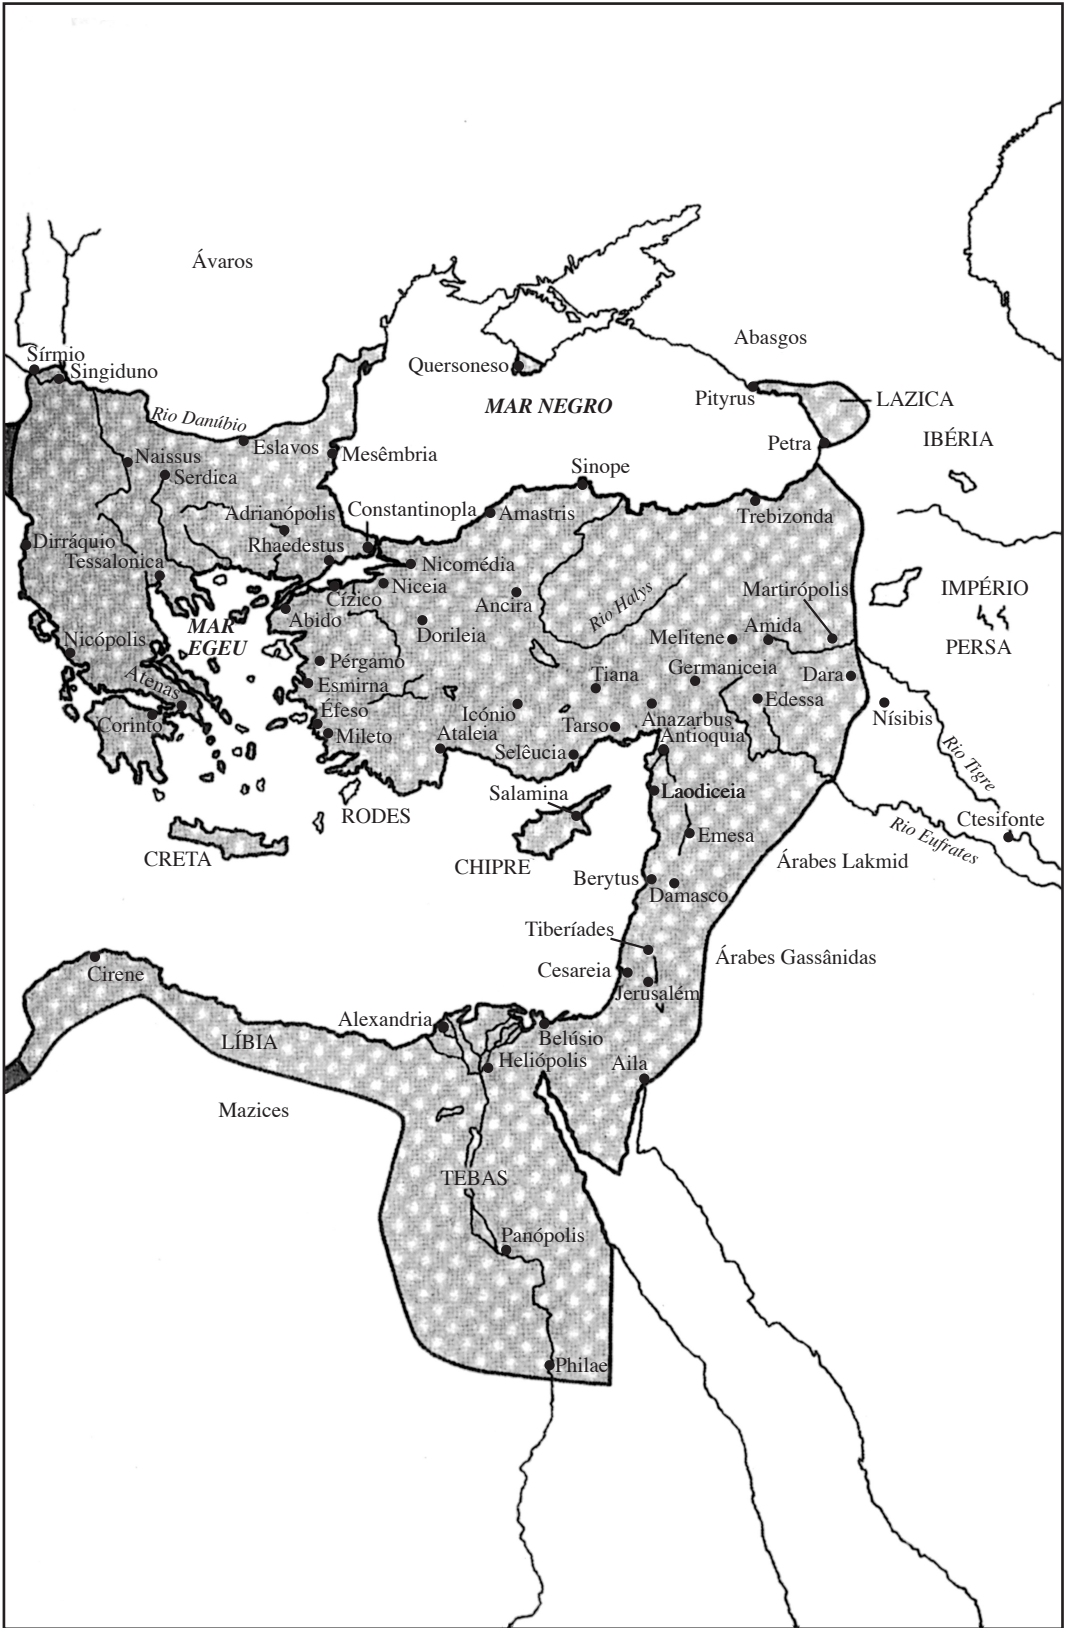 Ávaros
Abasgos
Sírmio
Singiduno
Quersoneso
Pityrus
LAZICA
MAR NEGRO
Rio Danúbio
Eslavos
Mesêmbria
Petra
IBÉRIA
Naissus
Serdica
Sinope
Adrianópolis
Constantinopla
Amastris
Trebizonda
Dirráquio
Rhaedestus
Tessalonica
Nicomédia
Niceia
Cízico
Ancira
Rio Halys
Martirópolis
IMPÉRIO
PERSA
Abido
Dorileia
MAR
EGEU
Nicópolis
Melitene
Amida
Pérgamo
Germaniceia
Dara
Atenas
Esmirna
Tiana
Edessa
Corinto
Éfeso
Icónio
Tarso
Anazarbus
Nísibis
Mileto
Ataleia
Antioquia
Selêucia
Rio Tigre
Salamina
Laodiceia
RODES
Ctesifonte
Emesa
Rio Eufrates
CRETA
CHIPRE
Árabes Lakmid
Berytus
Damasco
Tiberíades
Árabes Gassânidas
Cirene
Cesareia
Jerusalém
Alexandria
LÍBIA
Belúsio
Heliópolis
Aila
Mazices
TEBAS
Panópolis
Philae